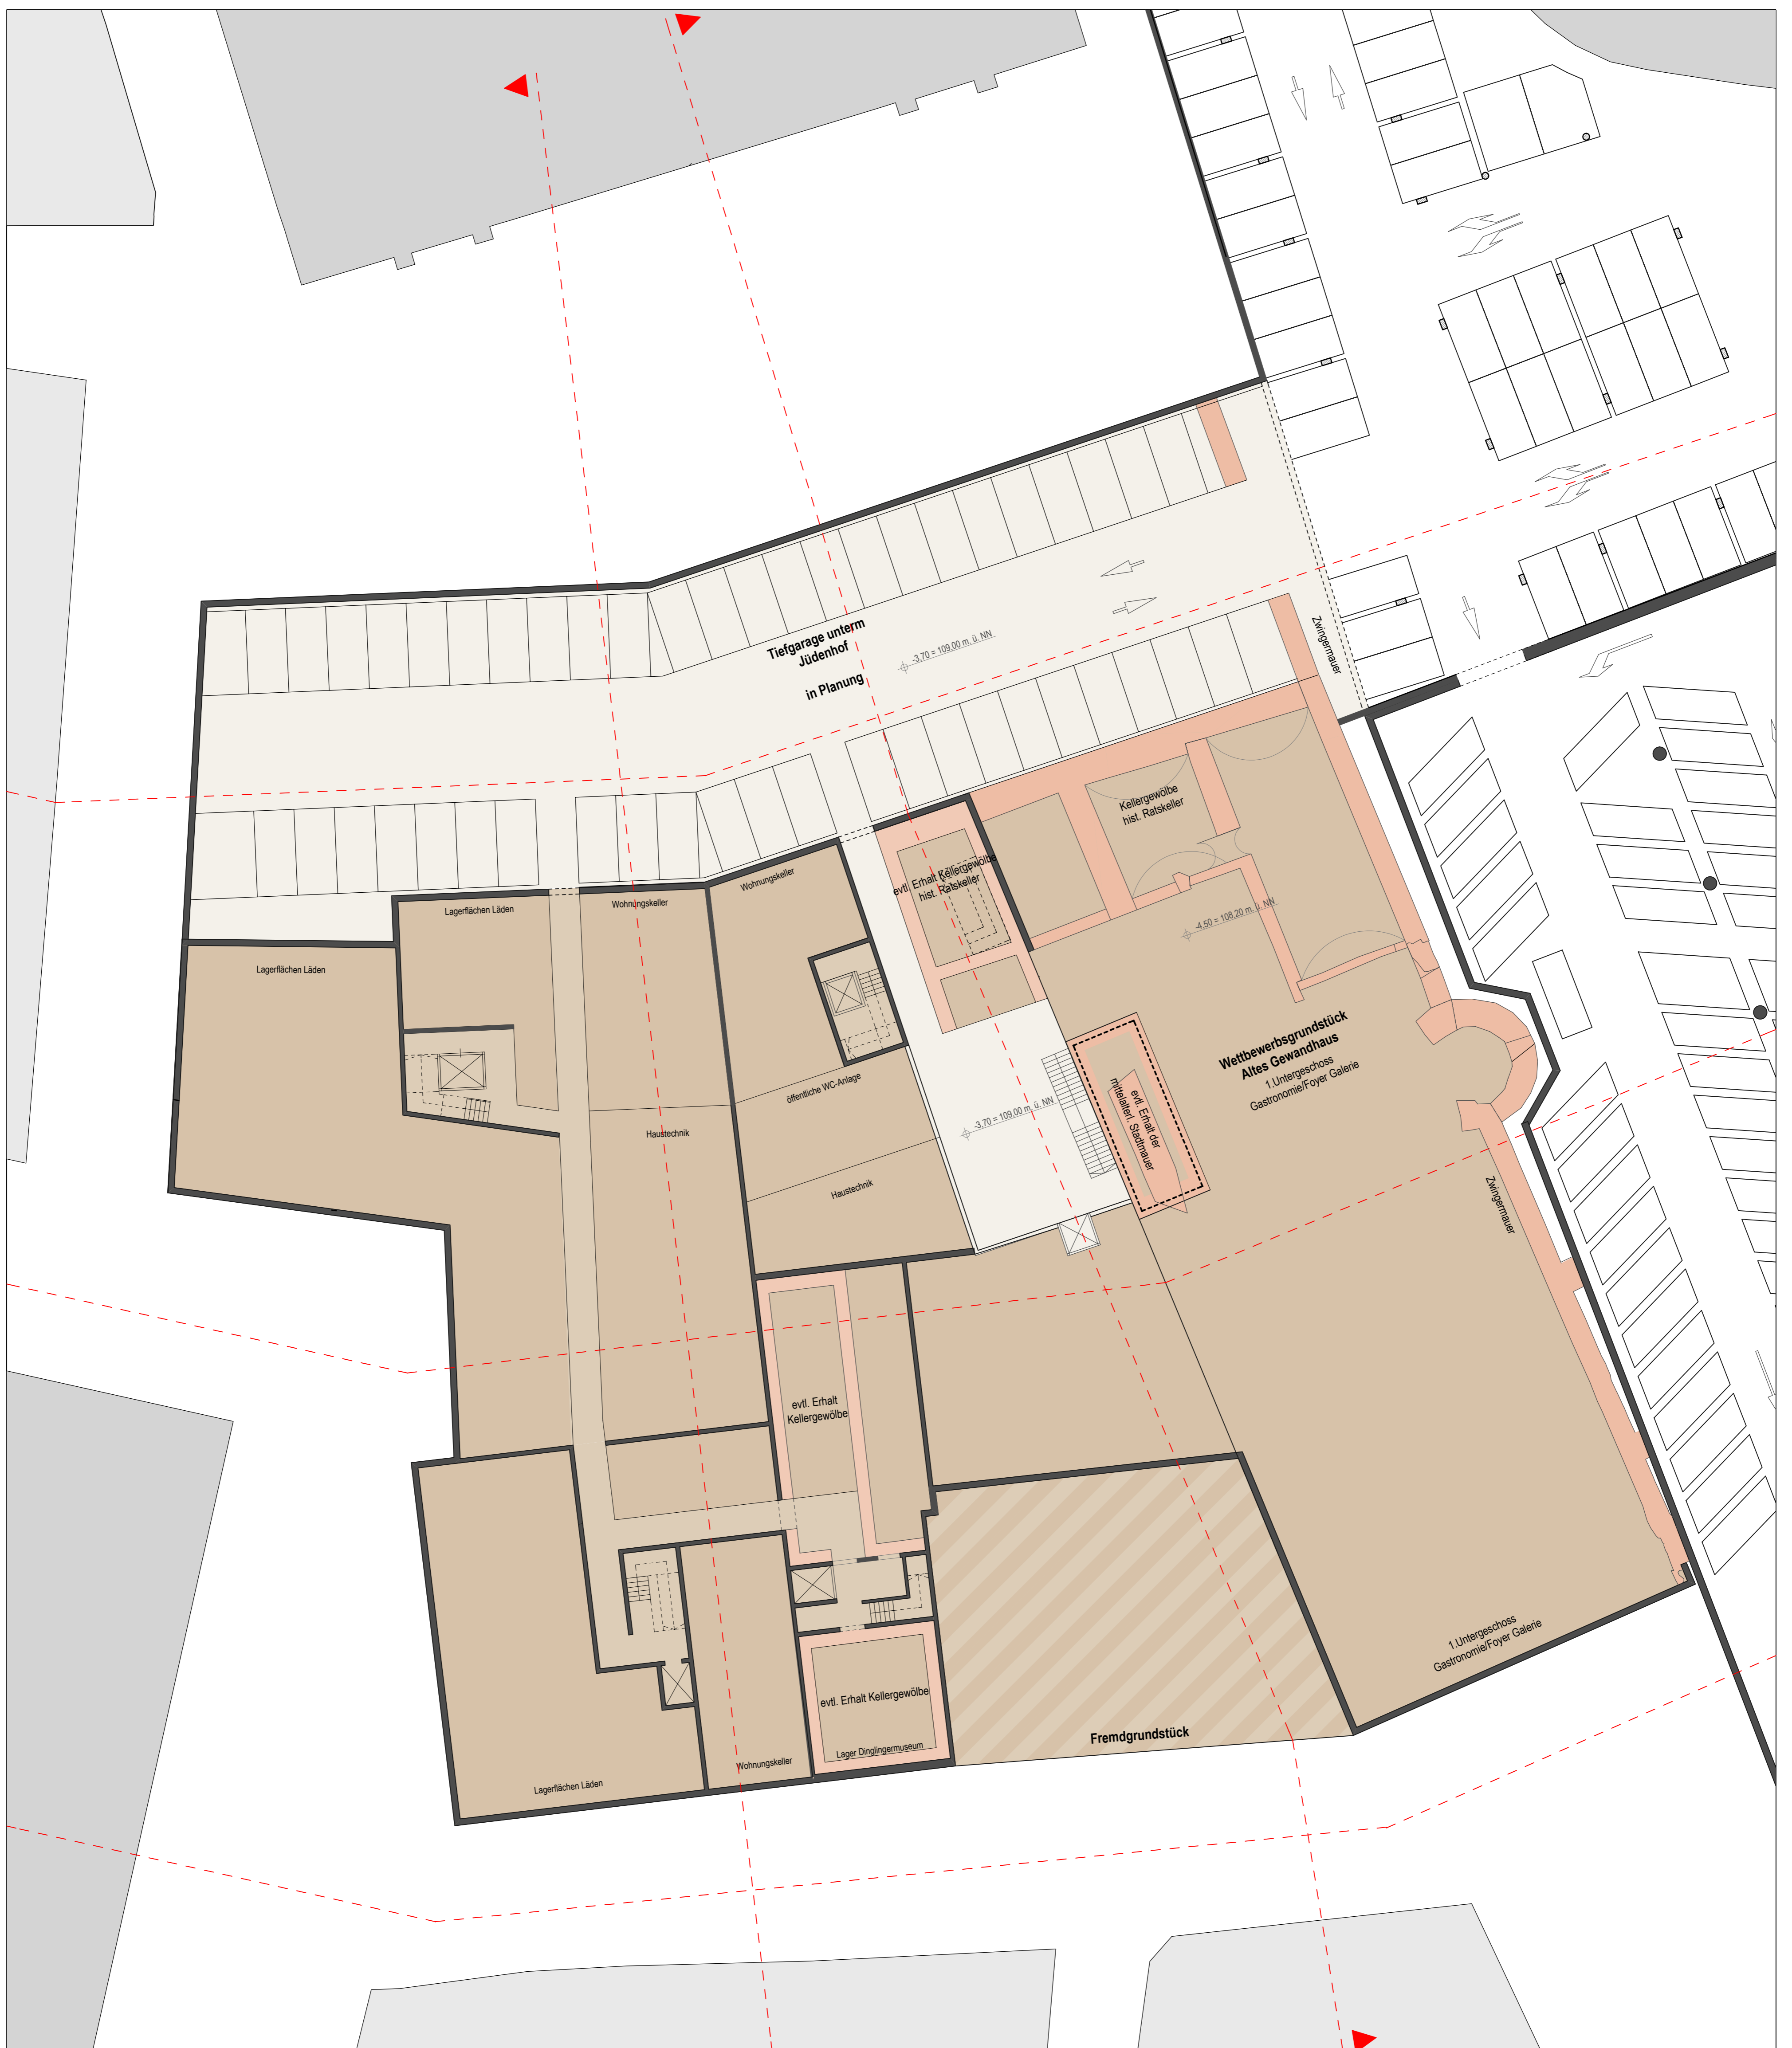 Tiefgarage unterm
Jüdenhof
in Planung
-3,70 = 109,00 m. ü. NN
Zwingermauer
Kellergewölbe
hist. Ratskeller
evtl. Erhalt Kellergewölbe
hist. Ratskeller
Wohnungskeller
Wohnungskeller
Lagerflächen Läden
Lagerflächen Läden
-4,50 = 108,20 m. ü. NN
Wettbewerbsgrundstück
Altes Gewandhaus
1.Untergeschoss
Gastronomie/Foyer Galerie
öffentliche WC-Anlage
-3,70 = 109,00 m. ü. NN
evtl. Erhalt der
mittelalterl. Stadtmauer
Haustechnik
Haustechnik
Zwingermauer
evtl. Erhalt
Kellergewölbe
1.Untergeschoss
Gastronomie/Foyer Galerie
evtl. Erhalt Kellergewölbe
Lager Dinglingermuseum
Fremdgrundstück
Wohnungskeller
Lagerflächen Läden